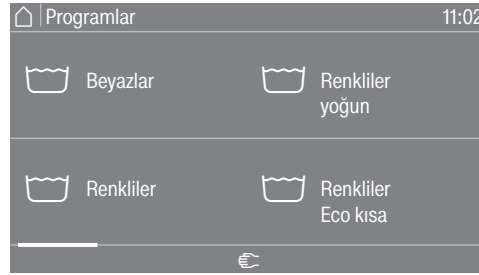 Programlar 11:02
Beyazlar
Renkliler
yoğun
Renkliler
Renkliler
Eco kısa